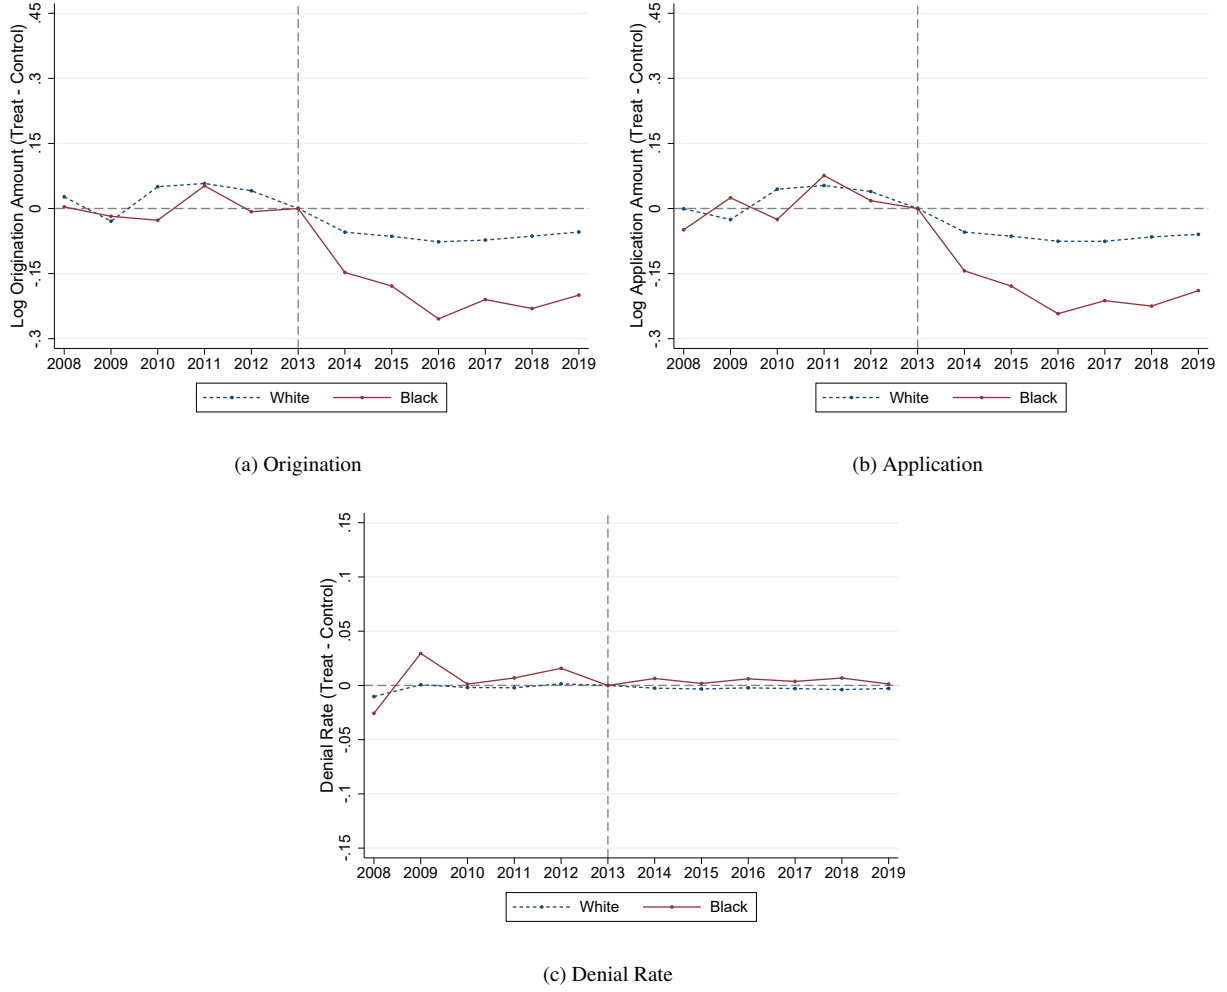 .45
.3
.15
0
-.15
-.3
Log Origination Amount (Treat - Control)
2008 2009 2010 2011 2012 2013 2014 2015 2016 2017 2018 2019
White Black
(a) Origination
.45
.3
.15
0
-.15
-.3
Log Application Amount (Treat - Control)
2008 2009 2010 2011 2012 2013 2014 2015 2016 2017 2018 2019
White Black
(b) Application
.15
.1
.05
0
-.05
-.1
-.15
Denial Rate (Treat - Control)
2008 2009 2010 2011 2012 2013 2014 2015 2016 2017 2018 2019
White Black
(c) Denial Rate